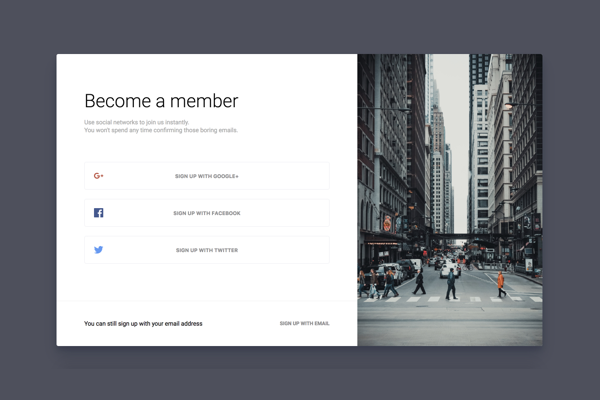 Become a member
Use social networks to join us instantly.
You won't spend any time confirming those boring emails.
G+
SIGN UP WITH GOOGLE+
SIGN UP WITH FACEBOOK
SIGN UP WITH TWITTER
You can still sign up with your email address
SIGN UP WITH EMAIL